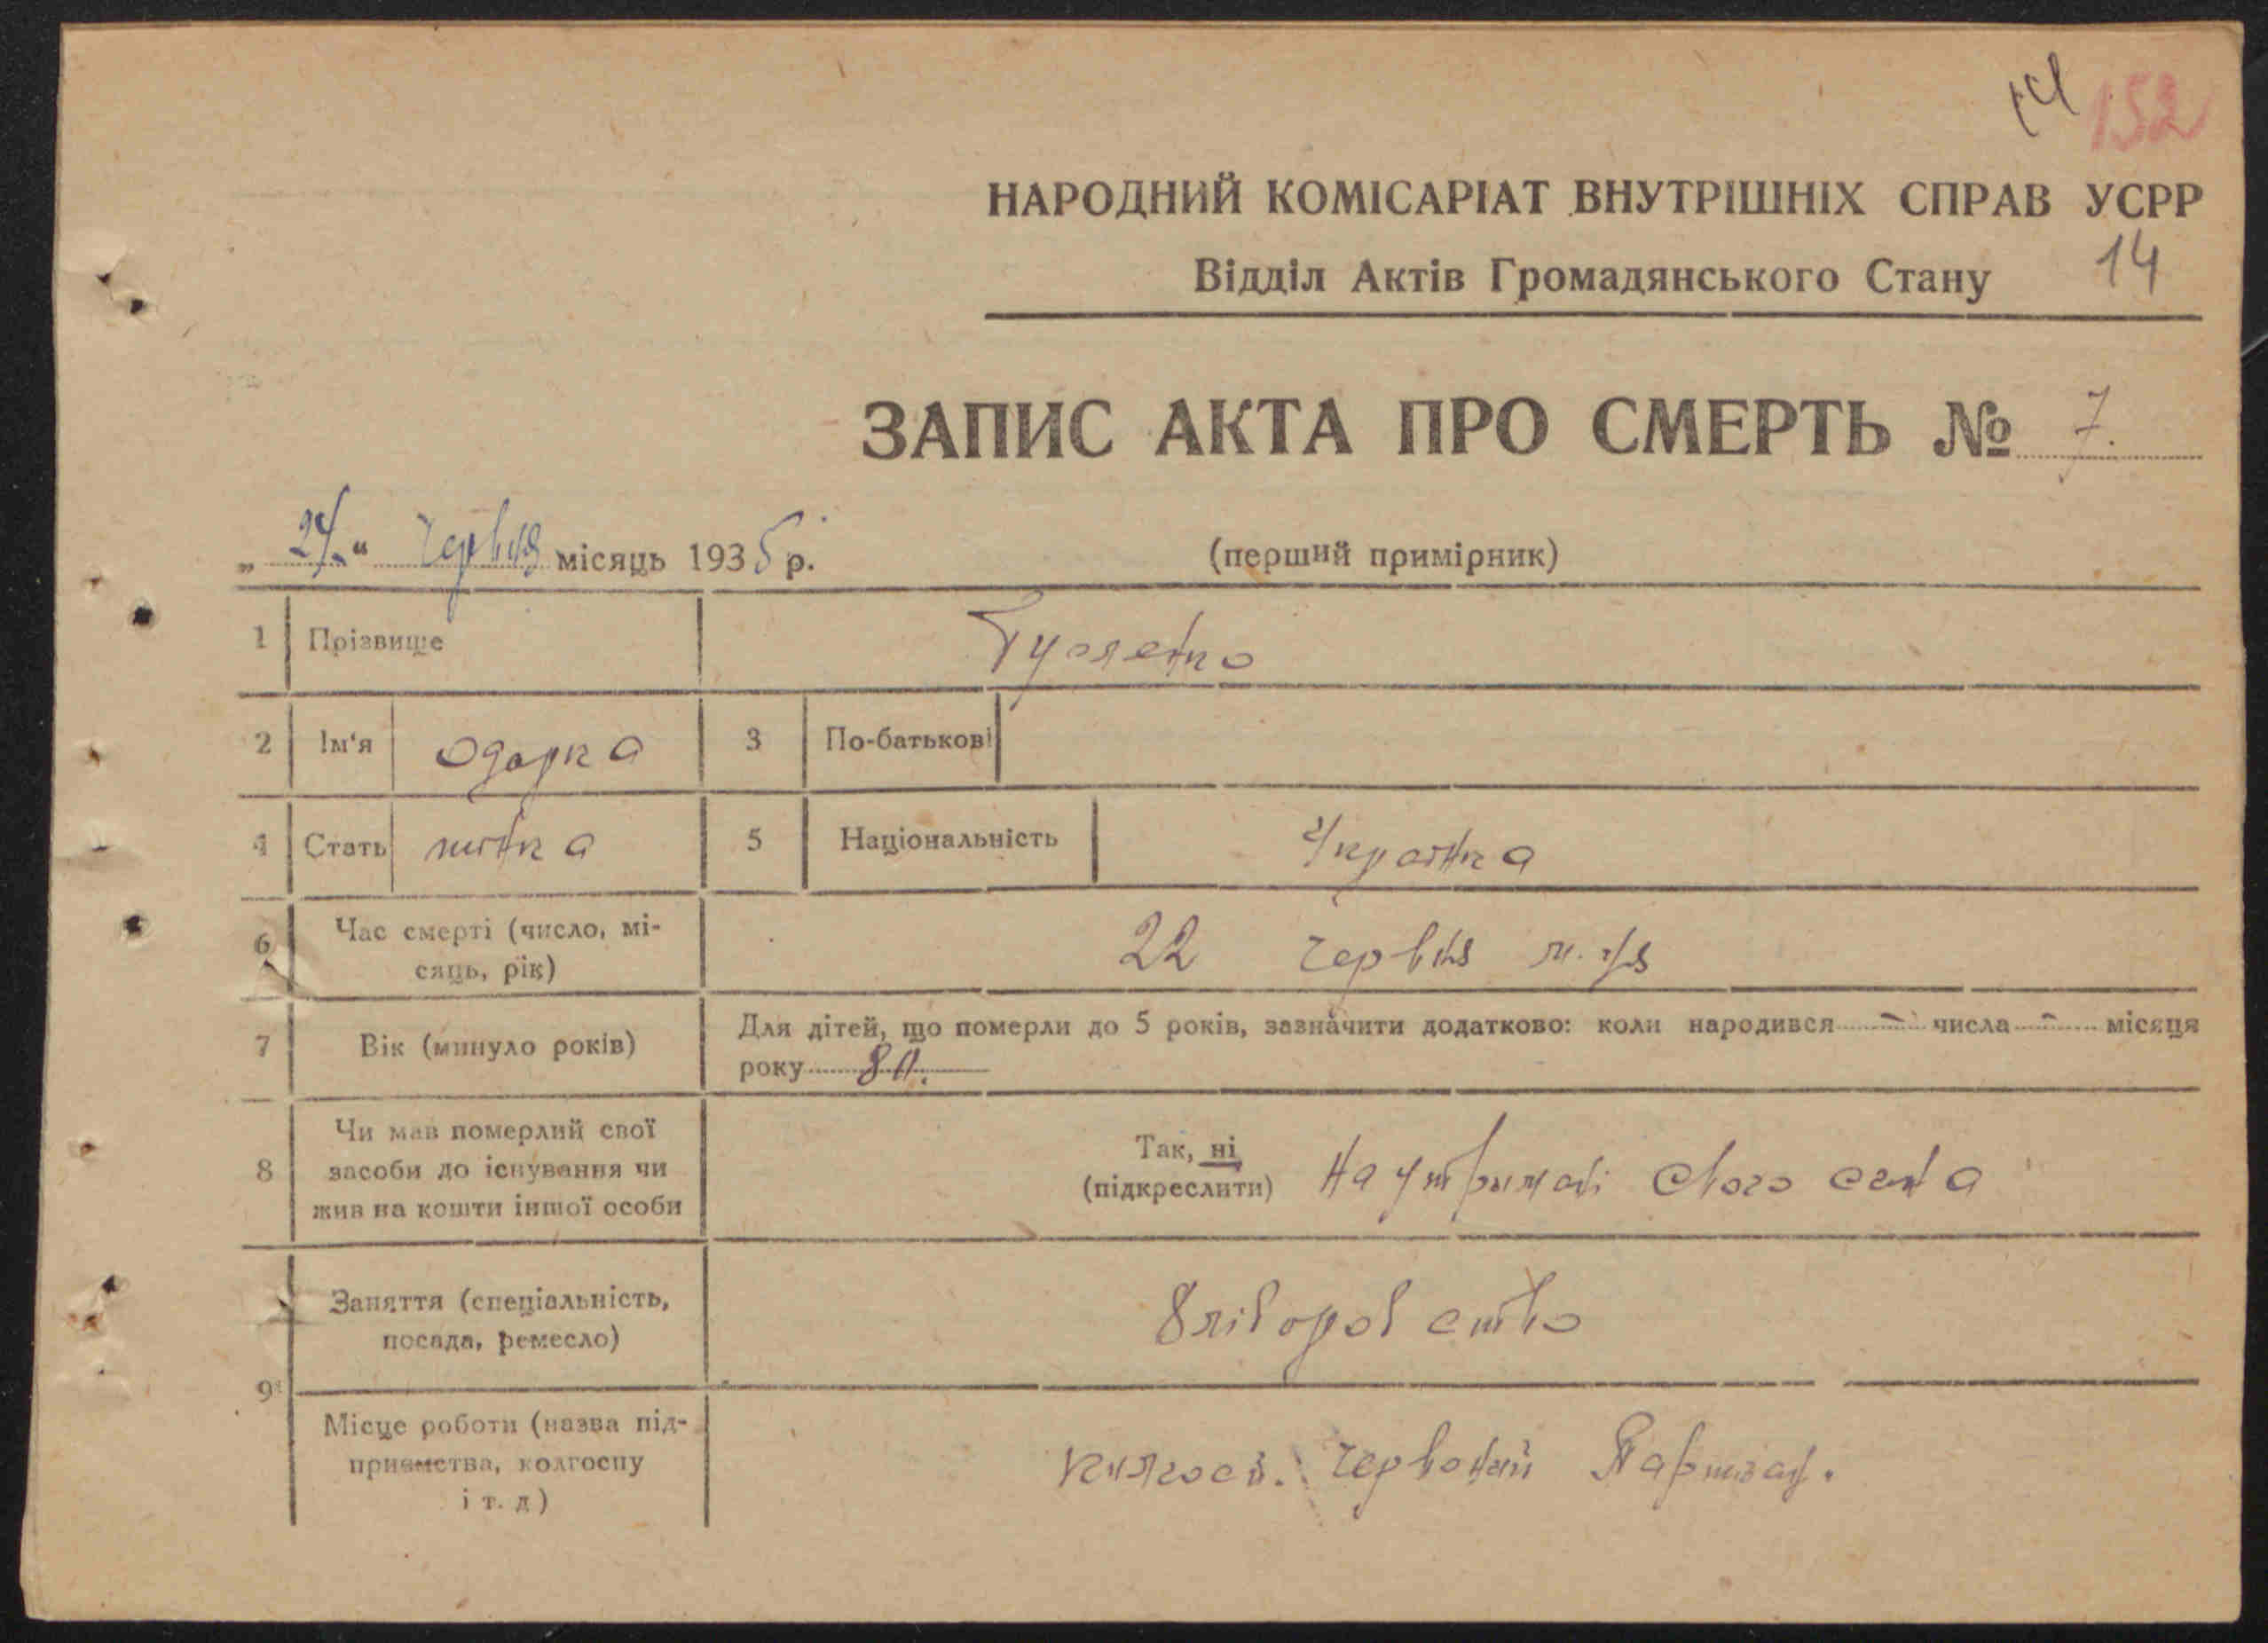 152
НАРОДНИЙ КОМІСАРІАТ ВНУТРІШНІХ СПРАВ УСРР
Відділ Актів Громадянського Стану 14
ЗАПИС АКТА ПРО СМЕРТЬ № 7.
„24.“ червня місяць 1935 р. (перший примірник)
1 Прізвище
2 Ім‘я Одарка 3 По-батькові
4 Стать жінка 5 Національність Українка
6 Час смерті (число, мі-
сяць, рік) 22 червня
7 Вік (минуло років) Для дітей, що померли до 5 років, зазначити додатково: коли народився - числа - місяця
року 80.
8 Чи мав померлий свої
засоби до існування чи
жив на кошти іншої особи
Так, ні
(підкреслити) На утримані свого сина
9 Заняття (спеціальність,
посада, ремесло) Хліборобство
Місце роботи (назва під-
приємства, колгоспу
і т. д) Червоний Партизан.